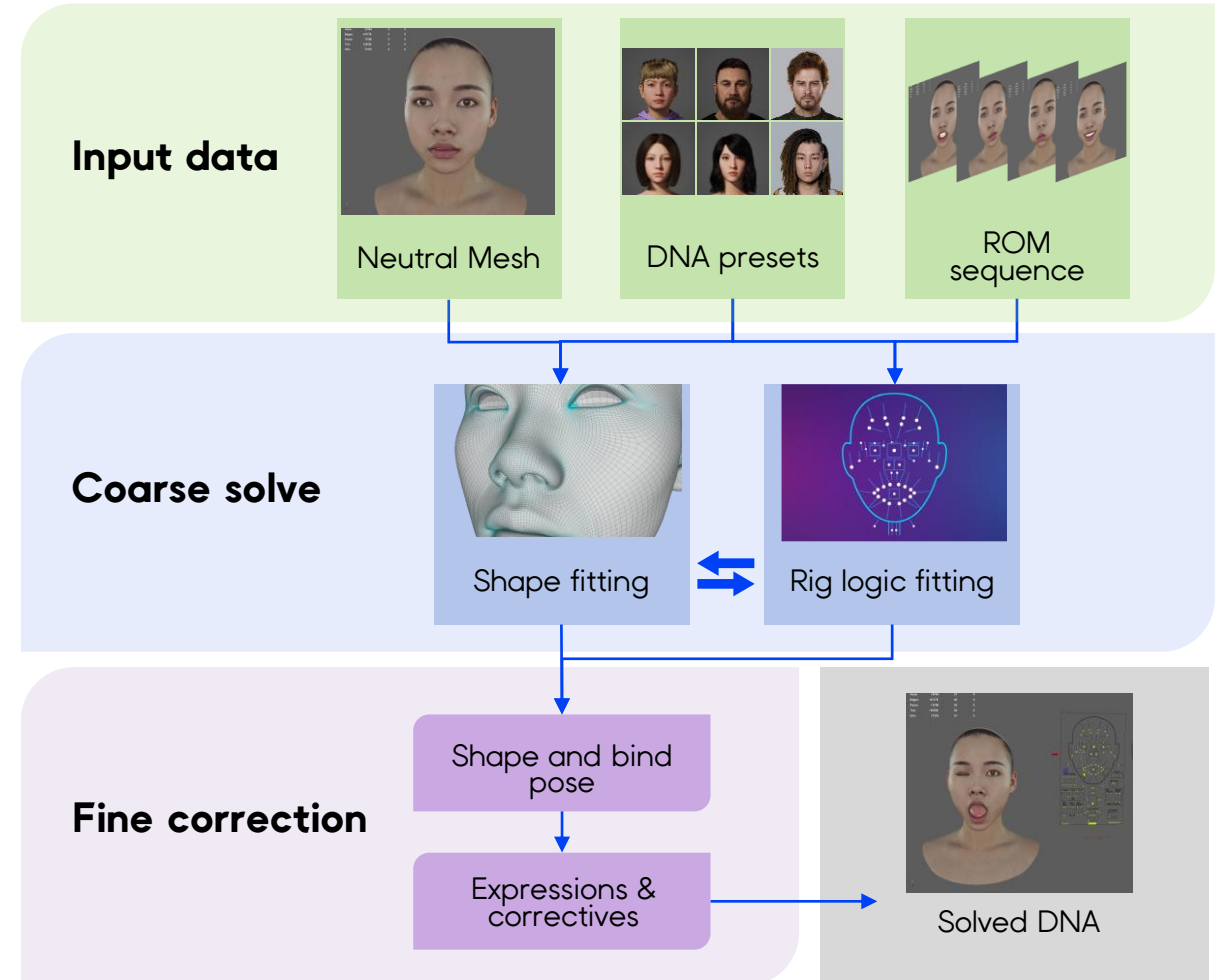 Input data
Neutral Mesh
DNA presets
ROM
sequence
Coarse solve
Shape fitting
Rig logic fitting
Fine correction
Shape and bind
pose
Expressions &
correctives
Solved DNA